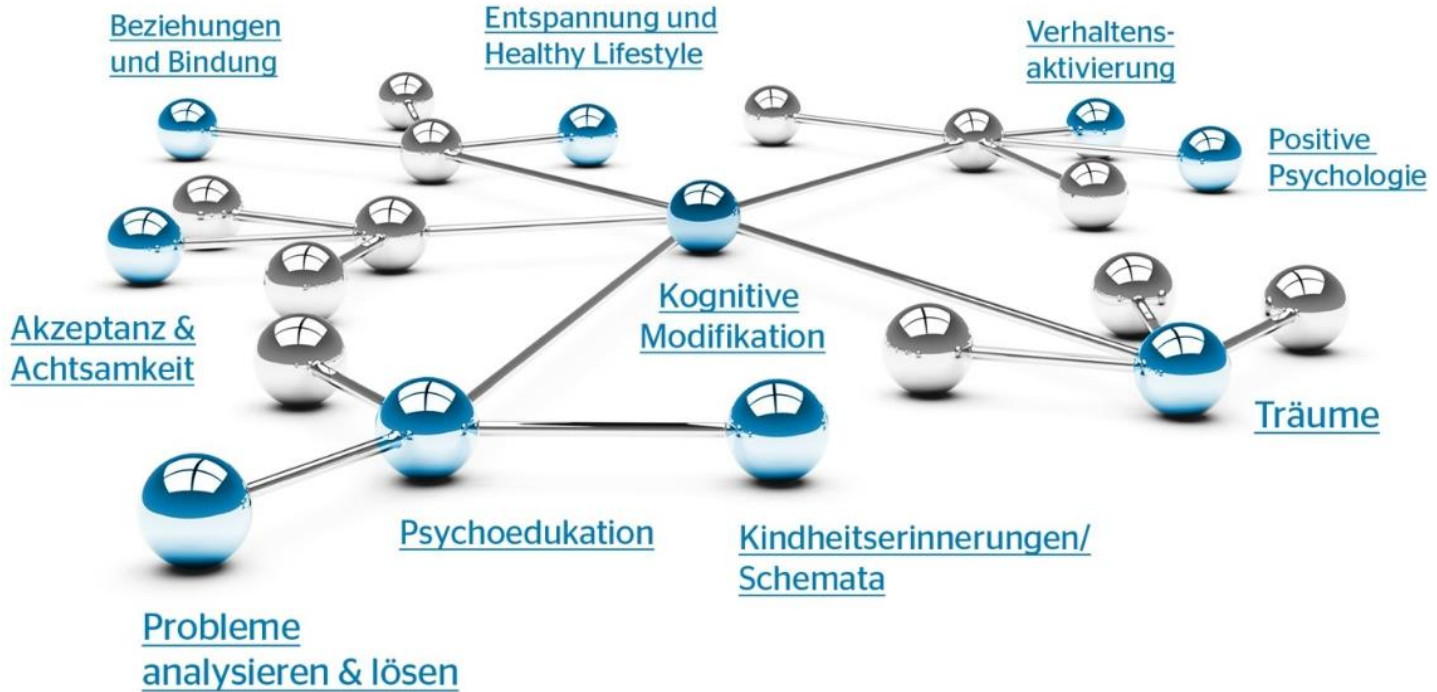 Beziehungen
und Bindung
Entspannung und
Healthy Lifestyle
Verhaltens-
aktivierung
Positive
Psychologie
Akzeptanz &
Achtsamkeit
Kognitive
Modifikation
Träume
Psychoedukation
Kindheitserinnerungen/
Schemata
Probleme
analysieren & lösen